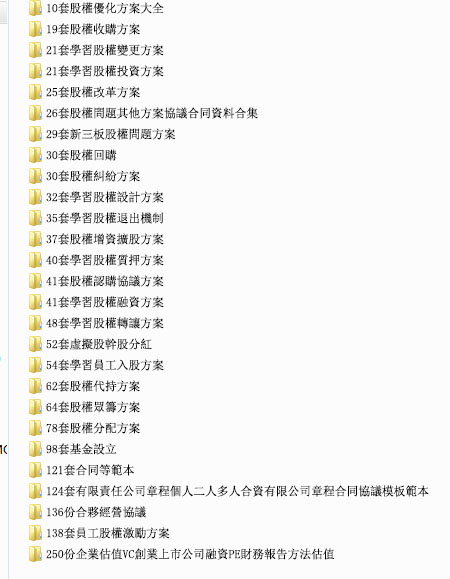 10套股權優化方案大全
19套股權收購方案
21套學習股權變更方案
21套學習股權投資方案
25套股權改革方案
26套股權問題其他方案協議合同資料合集
29套新三板股權問題方案
30套股權回購
30套股權糾紛方案
32套學習股權設計方案
35套學習股權退出機制
37套股權增資擴股方案
40套學習股權質押方案
41套股權認購協議方案
41套學習股權融資方案
48套學習股權轉讓方案
52套虛擬股幹股分紅
54套學習員工入股方案
62套股權代持方案
64套股權眾籌方案
78套股權分配方案
98套基金設立
121套合同等範本
124套有限責任公司章程個人二人多人合資有限公司章程合同協議模板範本
136份合夥經營協議
138套員工股權激勵方案
250份企業估值VC創業上市公司融資PE財務報告方法估值